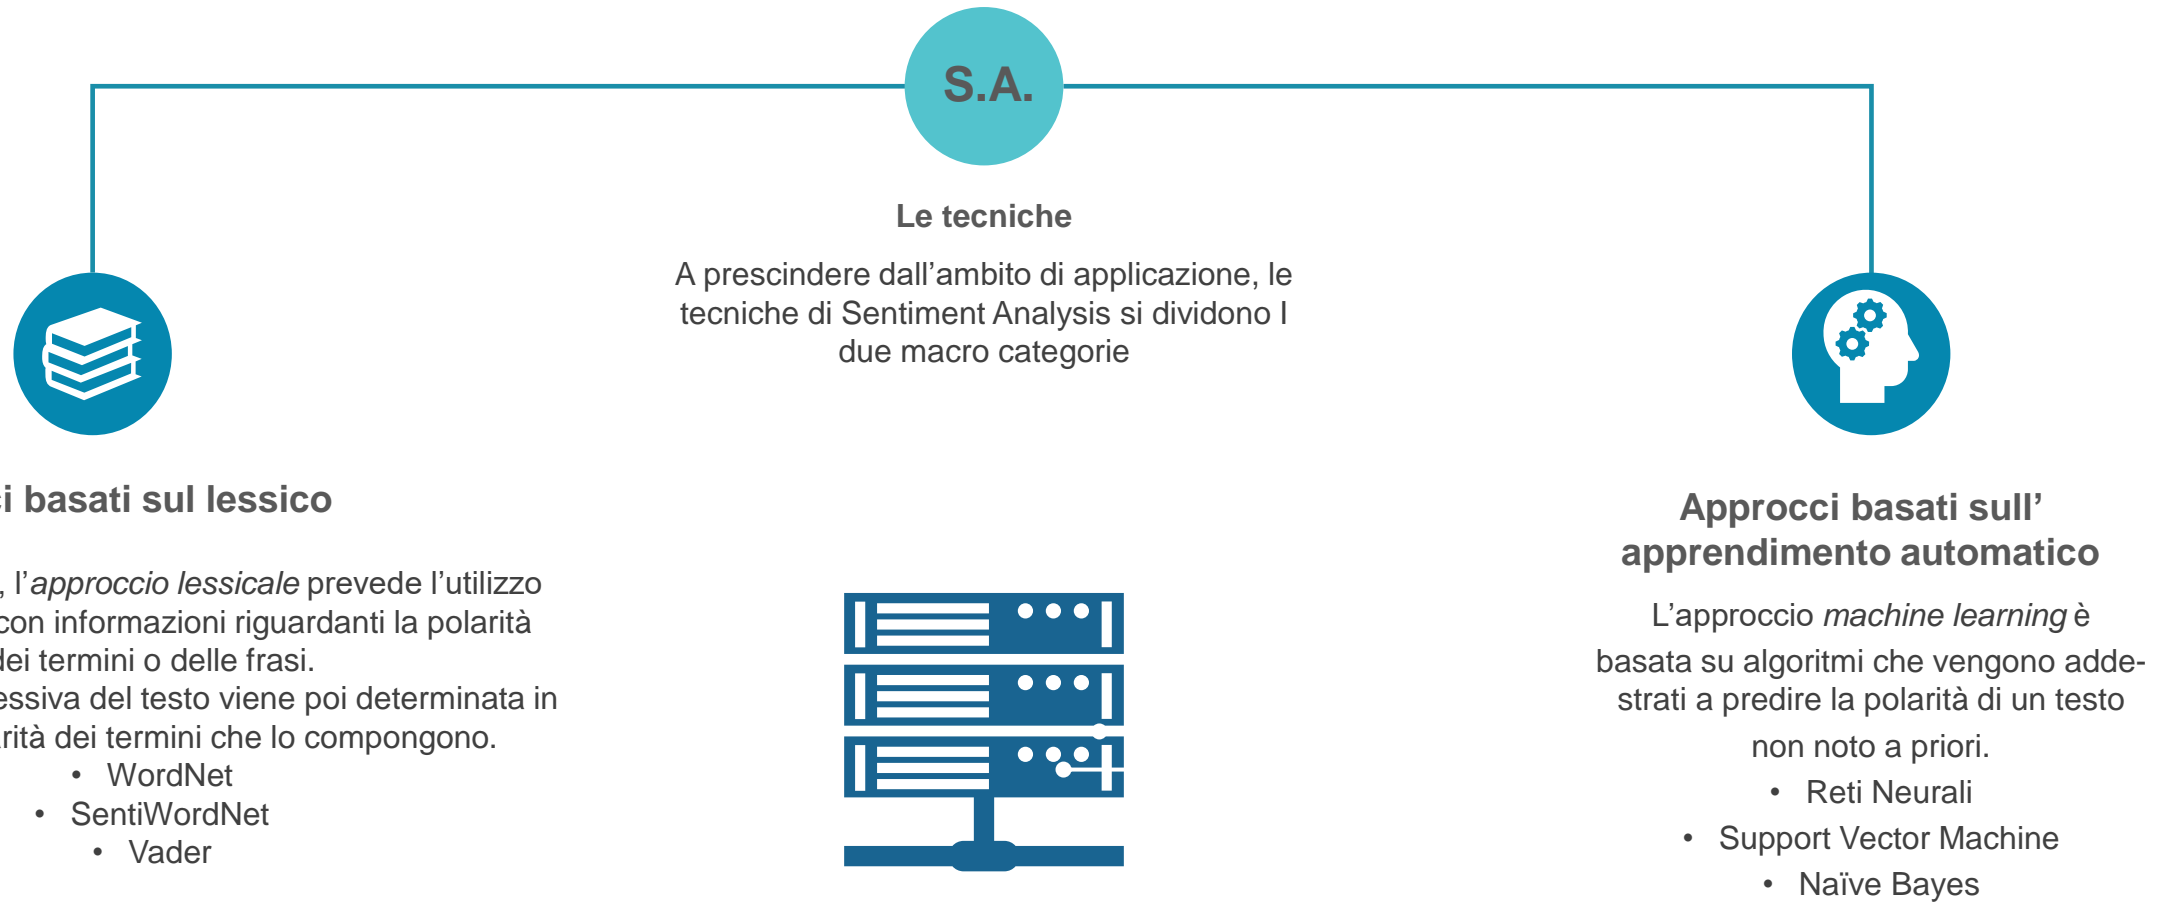 S.A.
Le tecniche
A prescindere dall’ambito di applicazione, le
tecniche di Sentiment Analysis si dividono I
due macro categorie
basati sul lessico
, l’approccio lessicale prevede l’utilizzo
con informazioni riguardanti la polarità
dei termini o delle frasi.
essiva del testo viene poi determinata in
rità dei termini che lo compongono.
• WordNet
• SentiWordNet
• Vader
Approcci basati sull’
apprendimento automatico
L’approccio machine learning è
basata su algoritmi che vengono adde-
strati a predire la polarità di un testo
non noto a priori.
• Reti Neurali
• Support Vector Machine
• Naïve Bayes